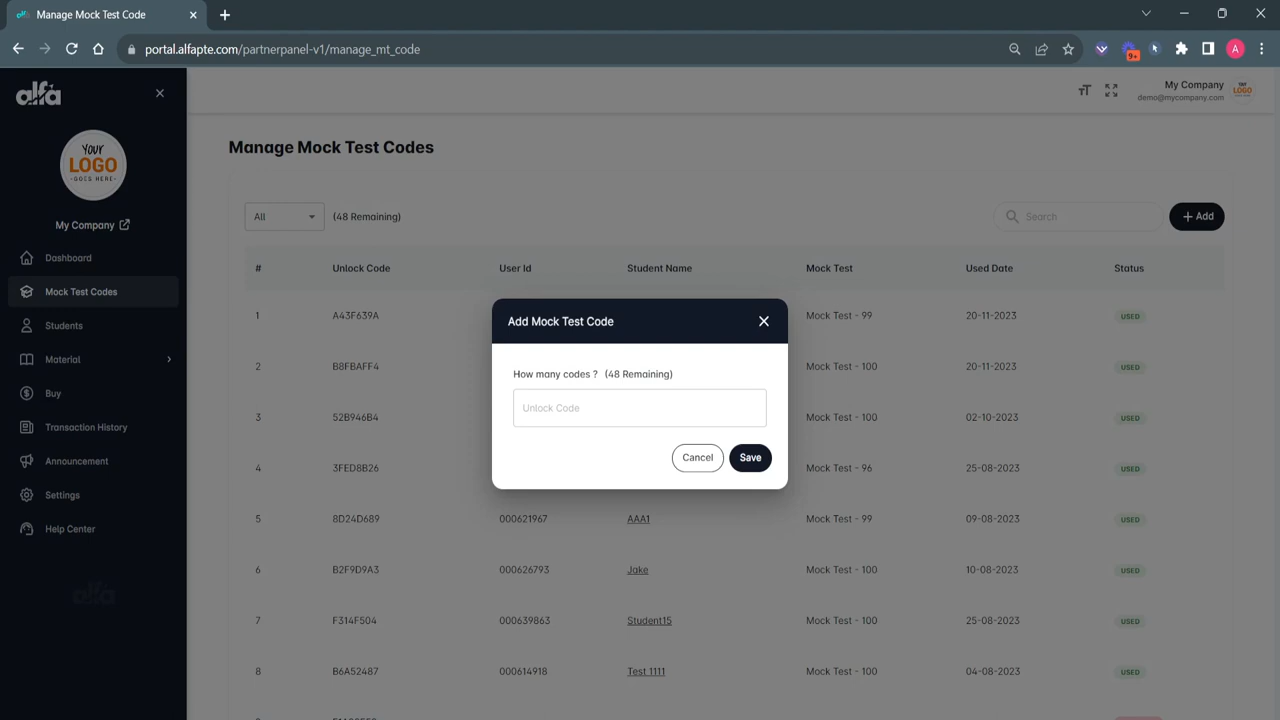 Manage Mock Test Code
portal.alfapte.com/partnerpanel-v1/manage_mt_code
9+
A
alfa
YOUR
LOGO
GOES HERE
My Company
Dashboard
Mock Test Codes
Students
Material
Buy
Transaction History
Announcement
Settings
Help Center
alfa
My Company
demo@mycompany.com
YOUR
LOGO
Manage Mock Test Codes
All (48 Remaining) Search + Add
# Unlock Code User Id Student Name Mock Test Used Date Status
1 A43F639A Mock Test - 99 20-11-2023 USED
2 B8FBAFF4 Mock Test - 100 20-11-2023 USED
3 52B946B4 Mock Test - 100 02-10-2023 USED
4 3FED8B26 Mock Test - 96 25-08-2023 USED
5 8D24D689 000621967 AAA1 Mock Test - 99 09-08-2023 USED
6 B2F9D9A3 000626793 Jake Mock Test - 100 10-08-2023 USED
7 F314F504 000639863 Student15 Mock Test - 100 25-08-2023 USED
8 B6A52487 000614918 Test 1111 Mock Test - 100 04-08-2023 USED
Add Mock Test Code
How many codes ? (48 Remaining)
Unlock Code
Cancel Save